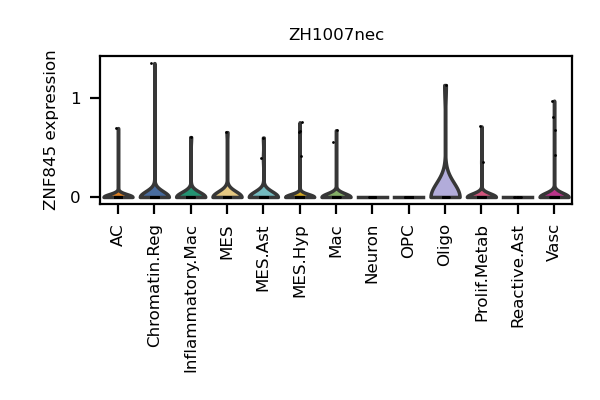 ZH1007nec
ZNF845 expression
1
0
AC
Chromatin.Reg
Inflammatory.Mac
MES
MES.Ast
MES.Hyp
Mac
Neuron
OPC
Oligo
Prolif.Metab
Reactive.Ast
Vasc